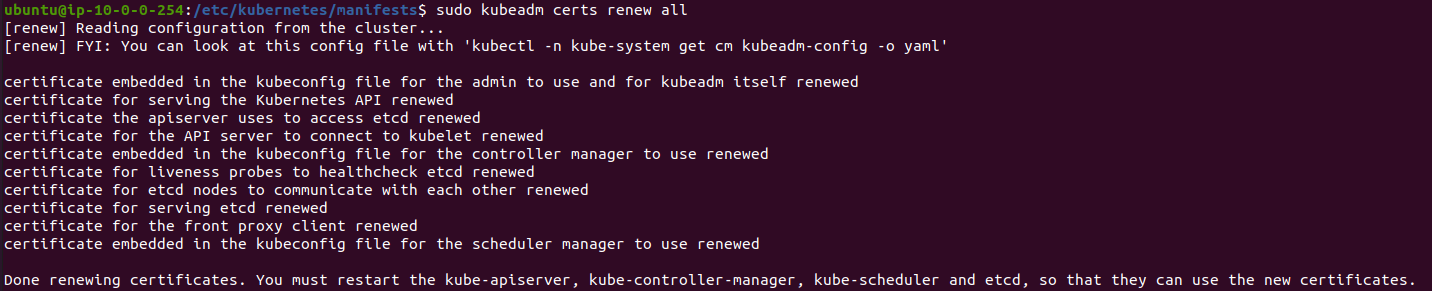 ubuntu@ip-10-0-0-254:/etc/kubernetes/manifests$ sudo kubeadm certs renew all
[renew] Reading configuration from the cluster...
[renew] FYI: You can look at this config file with 'kubectl -n kube-system get cm kubeadm-config -o yaml'

certificate embedded in the kubeconfig file for the admin to use and for kubeadm itself renewed
certificate for serving the Kubernetes API renewed
certificate the apiserver uses to access etcd renewed
certificate for the API server to connect to kubelet renewed
certificate embedded in the kubeconfig file for the controller manager to use renewed
certificate for liveness probes to healthcheck etcd renewed
certificate for etcd nodes to communicate with each other renewed
certificate for serving etcd renewed
certificate for the front proxy client renewed
certificate embedded in the kubeconfig file for the scheduler manager to use renewed

Done renewing certificates. You must restart the kube-apiserver, kube-controller-manager, kube-scheduler and etcd, so that they can use the new certificates.